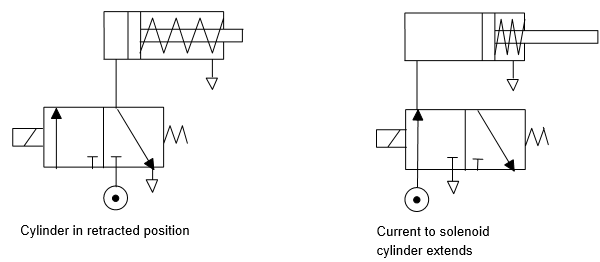 Cylinder in retracted position
Current to solenoid
cylinder extends